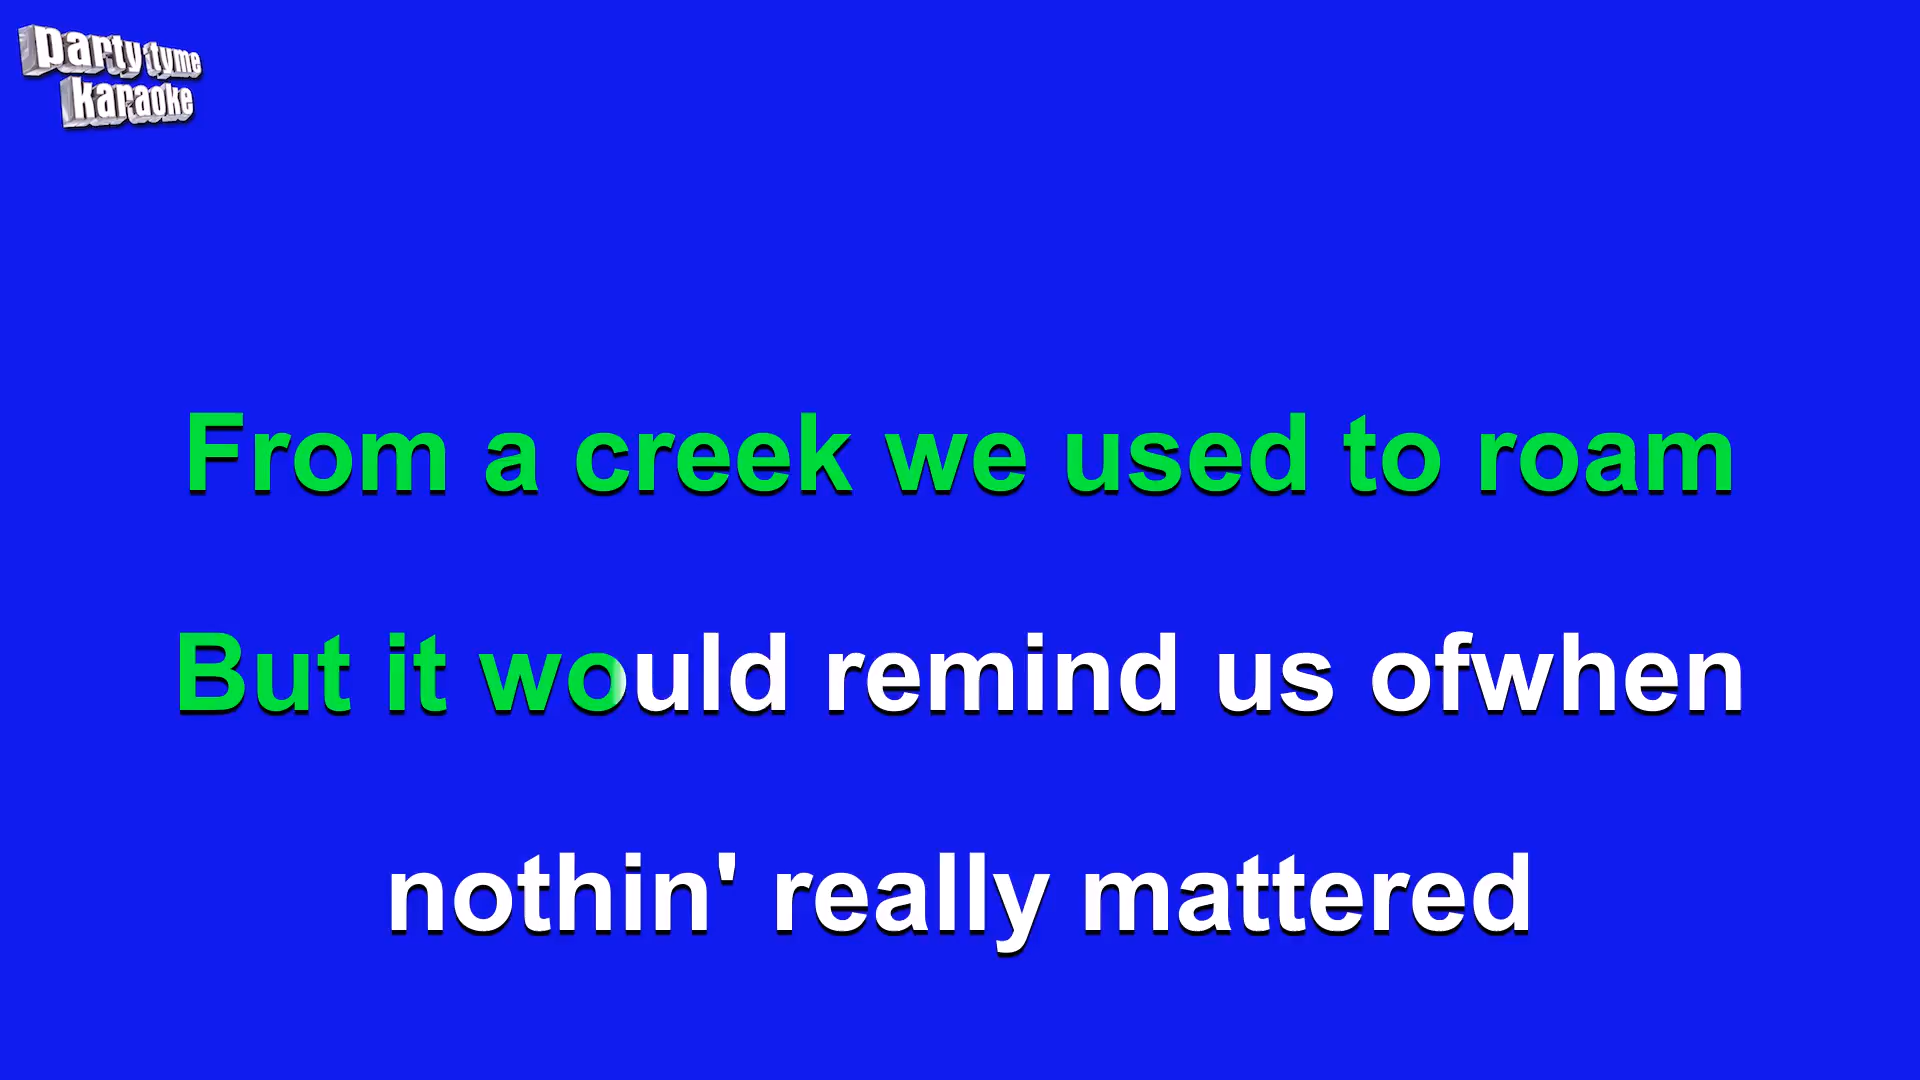 party tyme
karaoke
From a creek we used to roam
But it would remind us ofwhen
nothin' really mattered